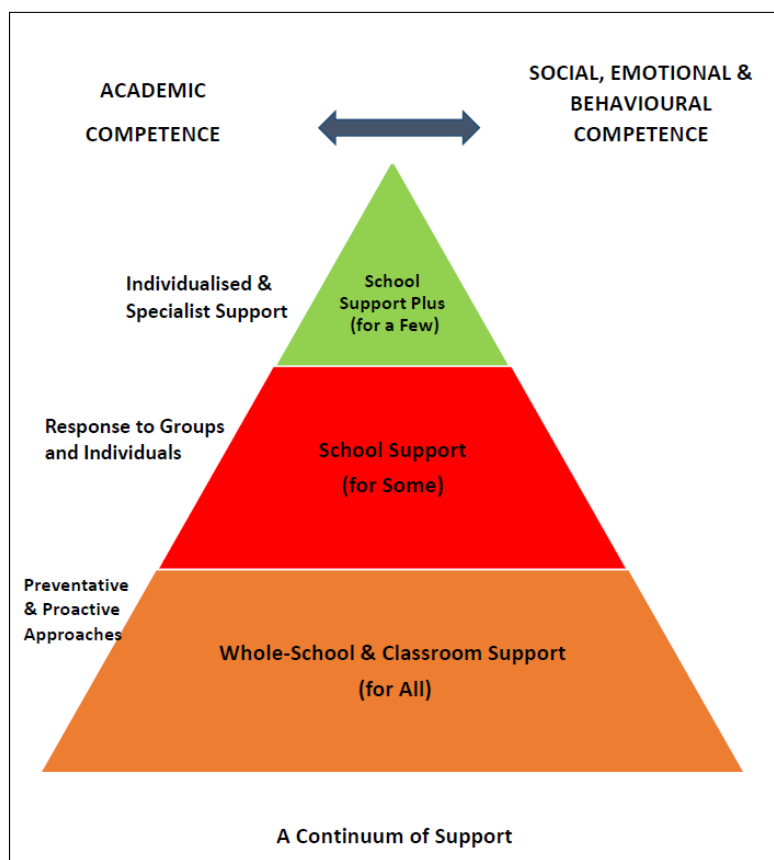 ACADEMIC
COMPETENCE
SOCIAL, EMOTIONAL &
BEHAVIOURAL
COMPETENCE
Individualised &
Specialist Support
School
Support Plus
(for a Few)
Response to Groups
and Individuals
School Support
(for Some)
Preventative
& Proactive
Approaches
Whole-School & Classroom Support
(for All)
A Continuum of Support